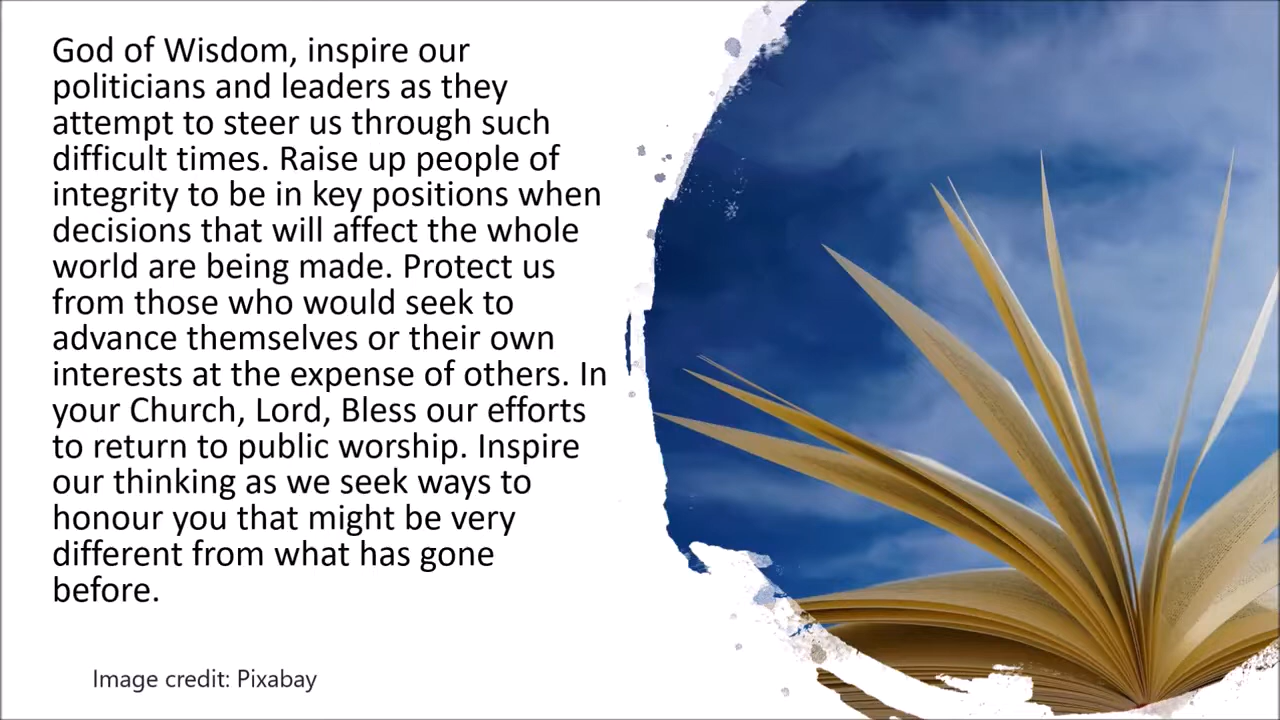 God of Wisdom, inspire our
politicians and leaders as they
attempt to steer us through such
difficult times. Raise up people of
integrity to be in key positions when
decisions that will affect the whole
world are being made. Protect us
from those who would seek to
advance themselves or their own
interests at the expense of others. In
your Church, Lord, Bless our efforts
to return to public worship. Inspire
our thinking as we seek ways to
honour you that might be very
different from what has gone
before.
Image credit: Pixabay